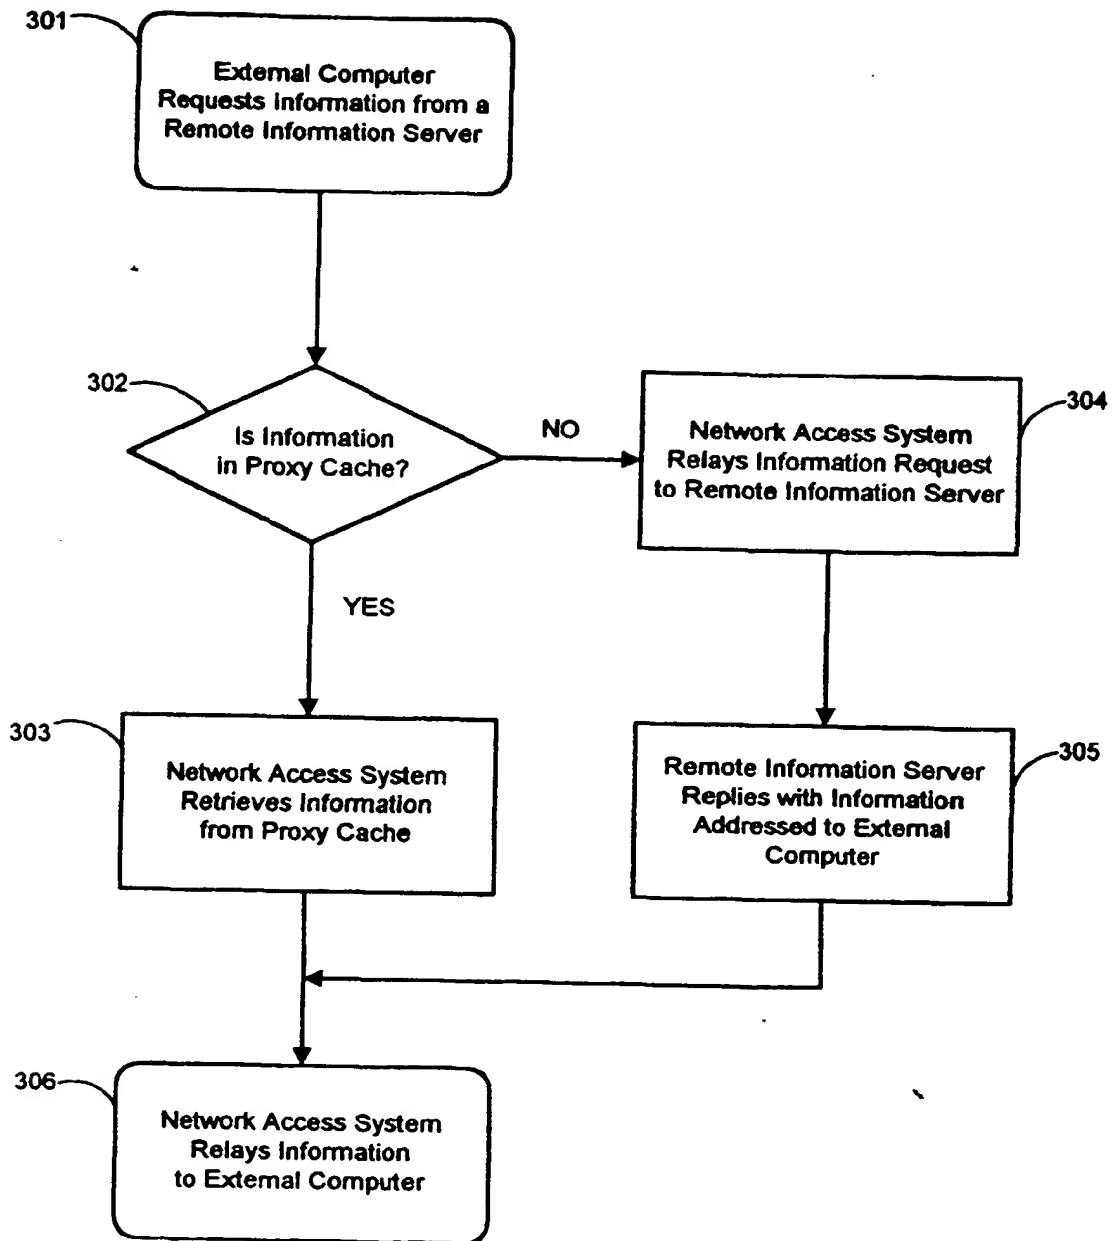 301
External Computer
Requests Information from a
Remote Information Server
302
Is Information
in Proxy Cache?
NO
304
Network Access System
Relays Information Request
to Remote Information Server
YES
303
Network Access System
Retrieves Information
from Proxy Cache
305
Remote Information Server
Replies with Information
Addressed to External
Computer
306
Network Access System
Relays Information
to External Computer